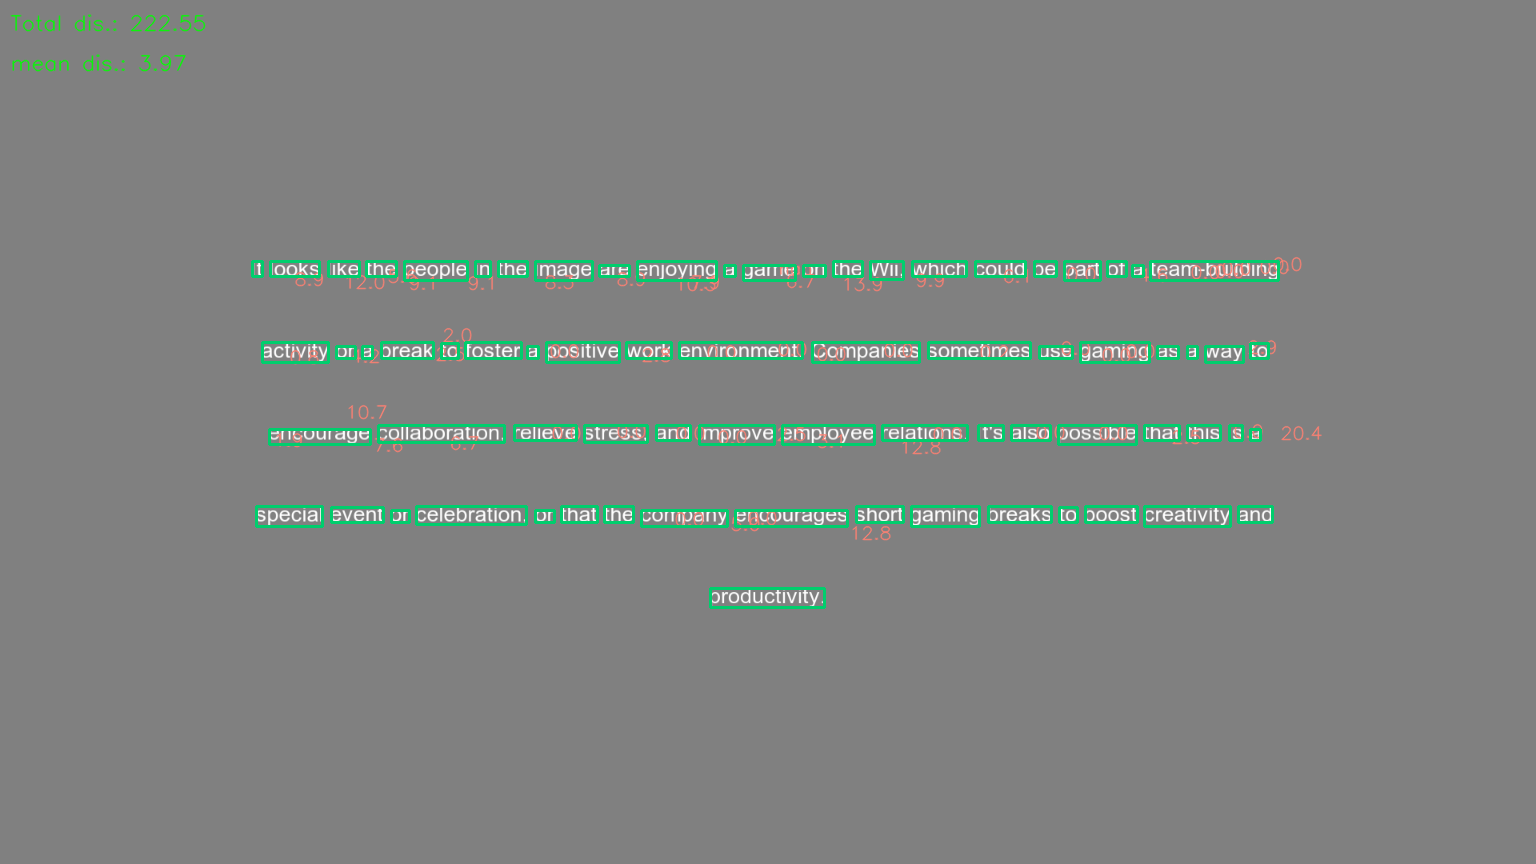 Total dis.: 222.55
mean dis.: 3.97
It looks like the people in the image are enjoying a game on the Wii, which could be part of a team-building
8.9 12.0 9.1 9.1 8.5 8.5 10.3 6.7 13.9 9.9 6.1 0.0
2.0
activity or a break to foster a positive work environment. Companies sometimes use gaming as a way to
10.7
encourage collaboration, relieve stress, and improve employee relations. It's also possible that this is a 20.4
7.6 6.7 12.8
special event or celebration, or that the company encourages short gaming breaks to boost creativity and
12.8
productivity.